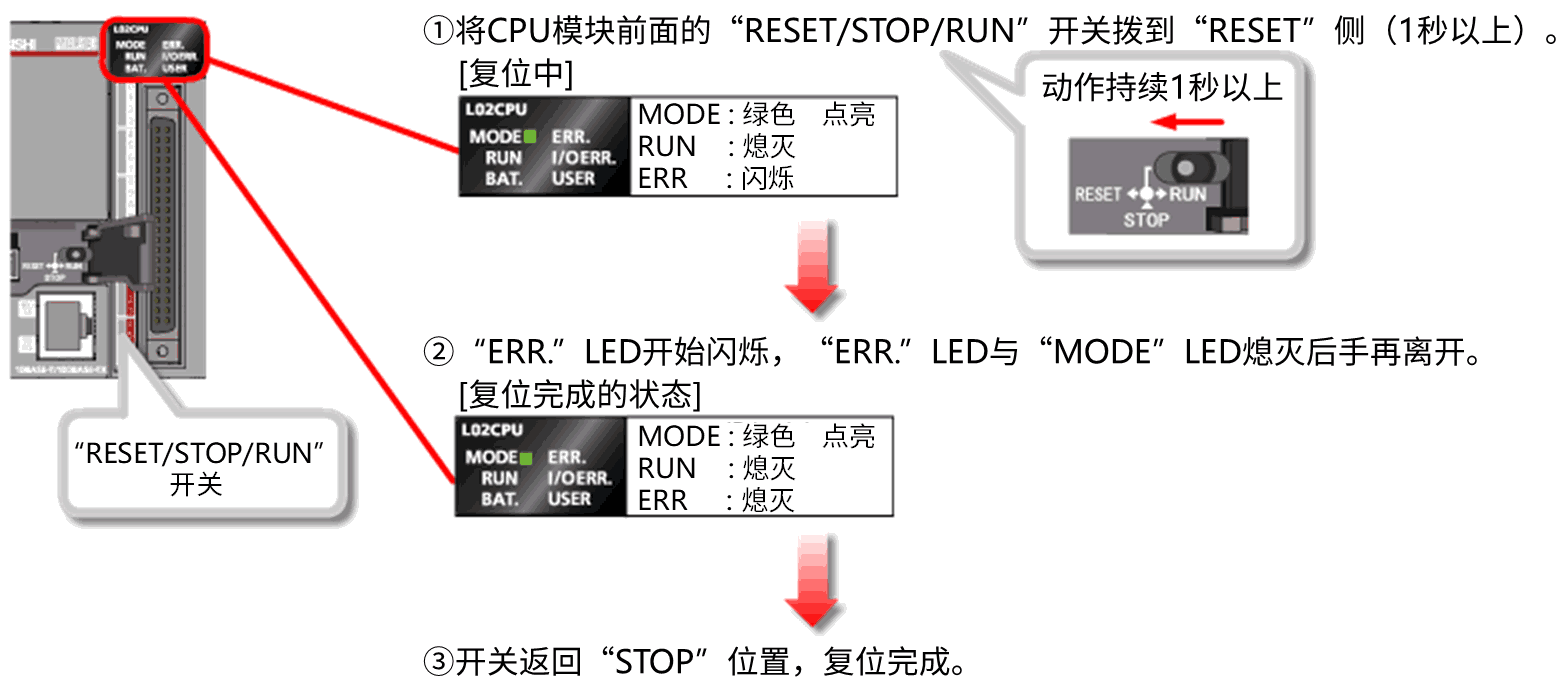 ①将CPU模块前面的“RESET/STOP/RUN”开关拨到“RESET”侧（1秒以上）。
[复位中]
L02CPU
MODE ERR.
RUN I/OERR.
BAT. USER
MODE : 绿色 点亮
RUN : 熄灭
ERR : 闪烁
动作持续1秒以上
RESET RUN
STOP
L02CPU
MODE ERR.
RUN I/OERR.
BAT. USER
RESET RUN
STOP
“RESET/STOP/RUN”
开关
②“ERR.”LED开始闪烁，“ERR.”LED与“MODE”LED熄灭后手再离开。
[复位完成的状态]
L02CPU
MODE ERR.
RUN I/OERR.
BAT. USER
MODE : 绿色 点亮
RUN : 熄灭
ERR : 熄灭
③开关返回“STOP”位置，复位完成。